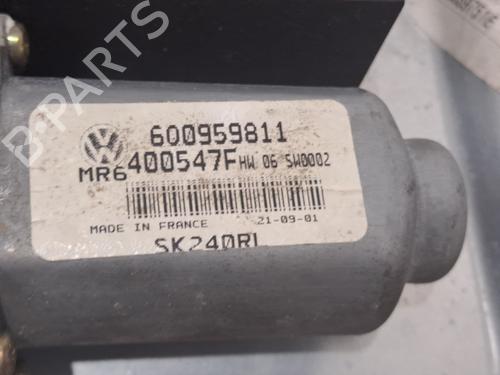 600959811
MR6400547F HW 06 SW0002
MADE IN FRANCE 21-09-01
SK240RL
B-PARTS